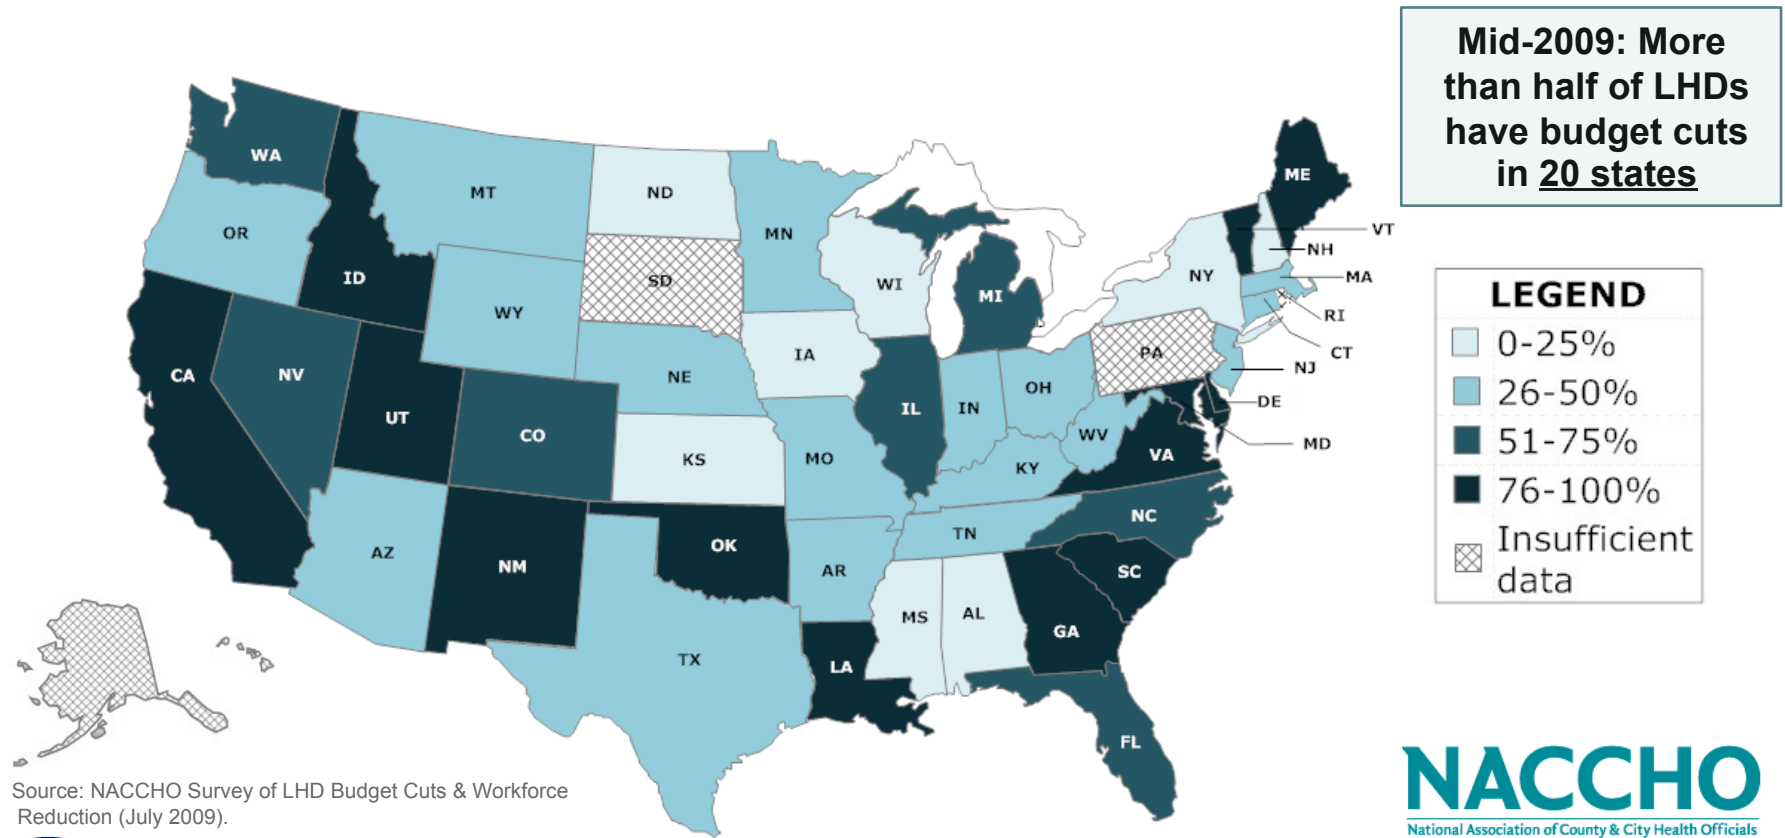 Mid-2009: More
than half of LHDs
have budget cuts
in 20 states
WA
MT
ND
MN
ME
VT
OR
ID
SD
WI
MI
NY
NH
MA
WY
RI
IA
CT
CA
NV
NE
NJ
UT
CO
IL
IN
OH
PA
DE
KS
MO
KY
WV
VA
MD
AZ
NM
OK
AR
TN
NC
SC
TX
LA
MS
AL
GA
FL
LEGEND
0-25%
26-50%
51-75%
76-100%
Insufficient
data
Source: NACCHO Survey of LHD Budget Cuts & Workforce
Reduction (July 2009).
NACCHO
National Association of County & City Health Officials